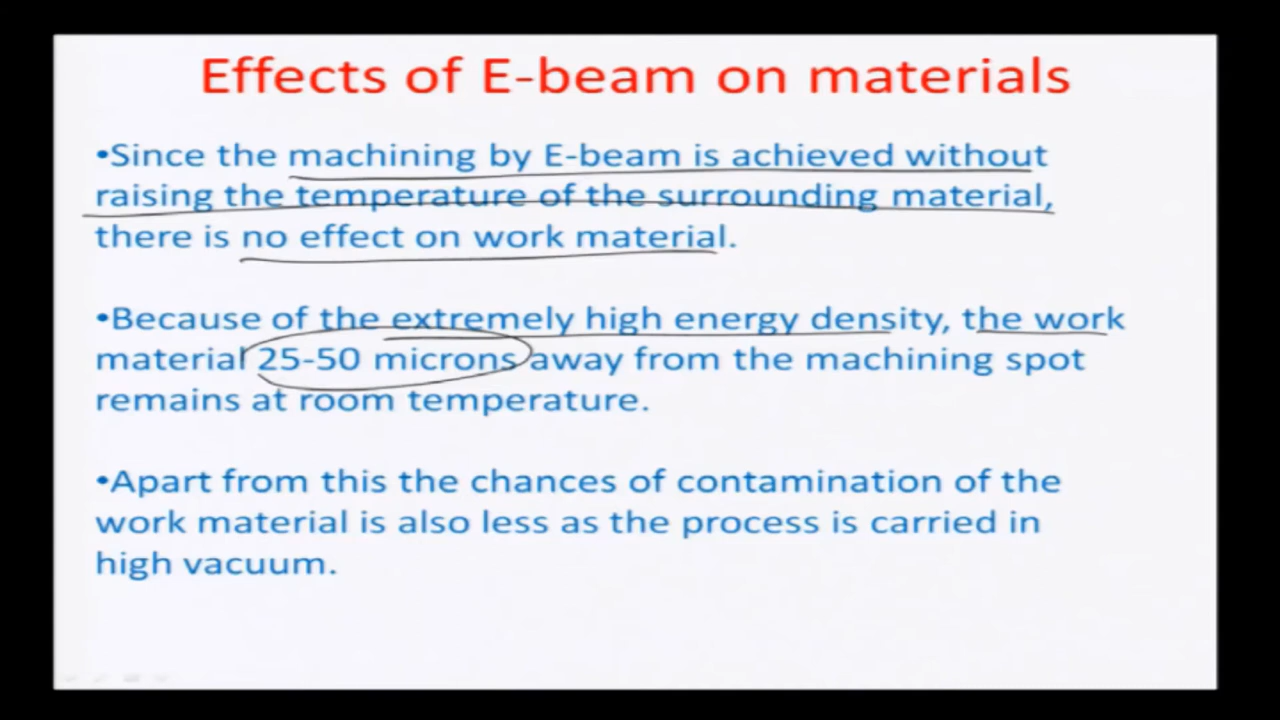 Effects of E-beam on materials
•Since the machining by E-beam is achieved without
raising the temperature of the surrounding material,
there is no effect on work material.
•Because of the extremely high energy density, the work
material 25-50 microns away from the machining spot
remains at room temperature.
•Apart from this the chances of contamination of the
work material is also less as the process is carried in
high vacuum.